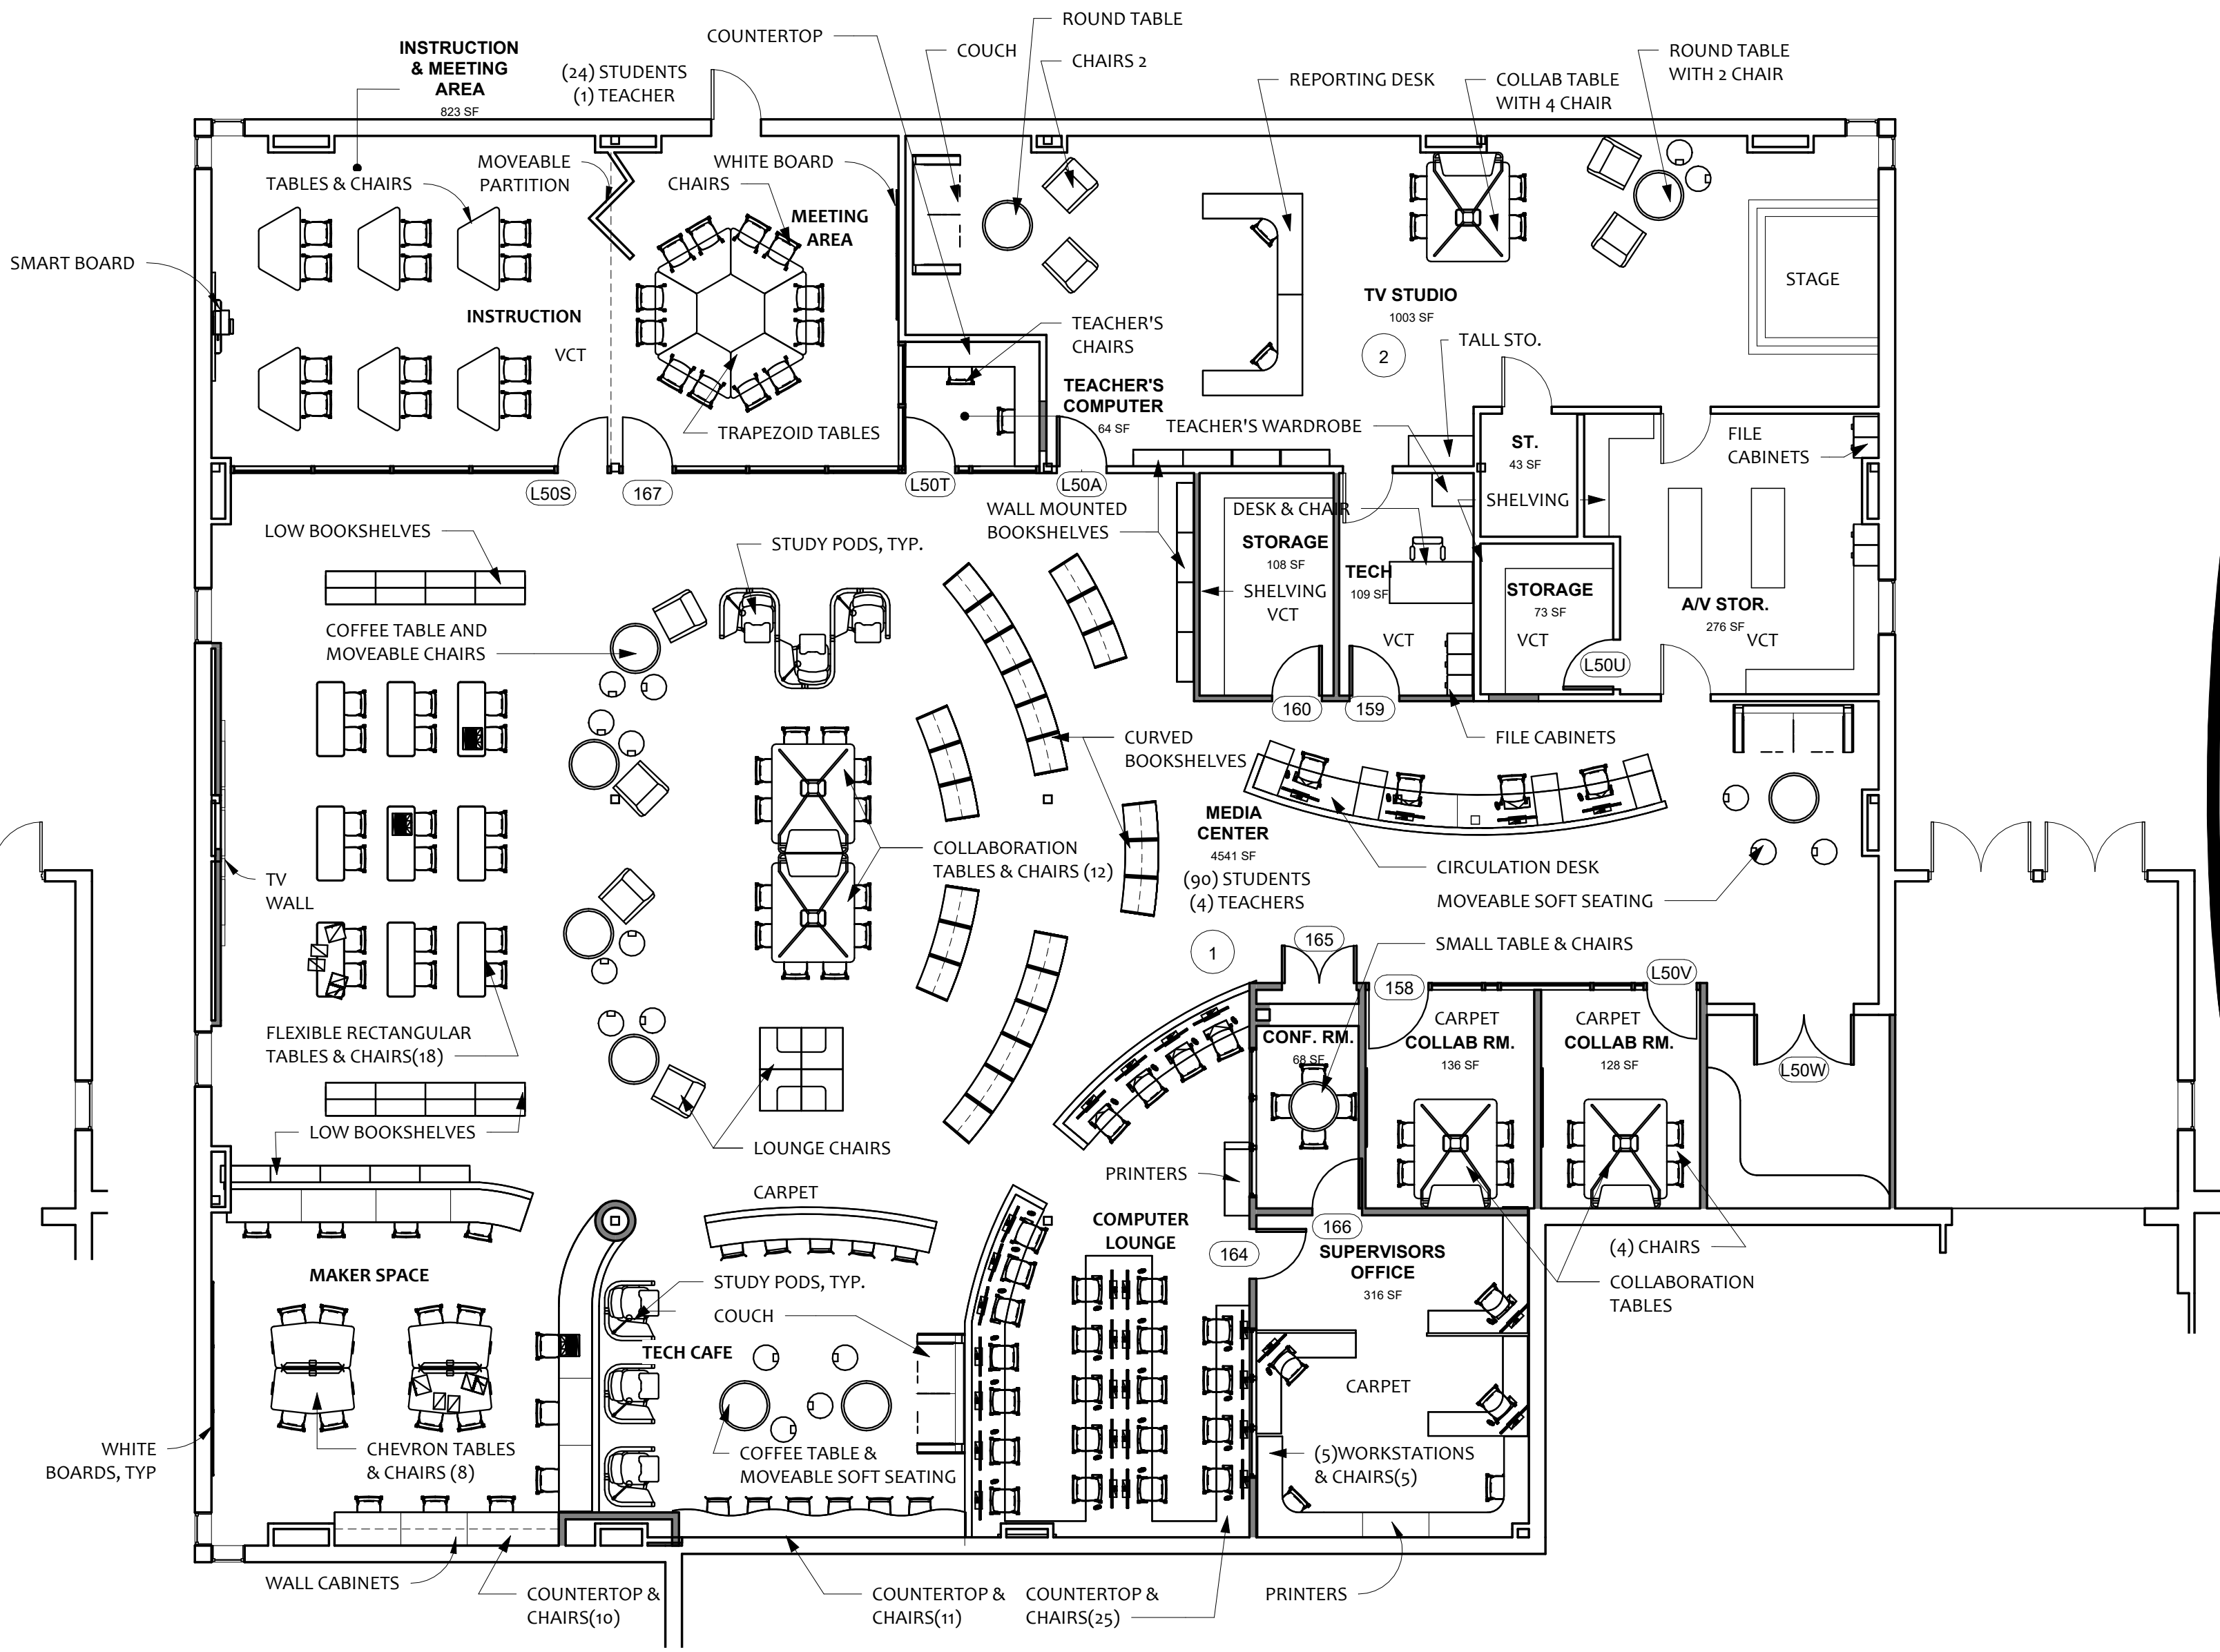 ROUND TABLE
COUNTERTOP
COUCH
CHAIRS 2
INSTRUCTION
& MEETING
AREA
823 SF
(24) STUDENTS
(1) TEACHER
REPORTING DESK
COLLAB TABLE
WITH 4 CHAIR
ROUND TABLE
WITH 2 CHAIR
TABLES & CHAIRS
MOVEABLE
PARTITION
WHITE BOARD
CHAIRS
MEETING
AREA
SMART BOARD
STAGE
TV STUDIO
1003 SF
2
INSTRUCTION
VCT
TEACHER'S
CHAIRS
TALL STO.
TEACHER'S
COMPUTER
64 SF
TEACHER'S WARDROBE
TRAPEZOID TABLES
ST.
43 SF
FILE
CABINETS
L50S
167
L50T
L50A
WALL MOUNTED
BOOKSHELVES
DESK & CHAIR
SHELVING
LOW BOOKSHELVES
STUDY PODS, TYP.
STORAGE
108 SF
SHELVING
VCT
TECH
109 SF
VCT
STORAGE
73 SF
VCT
A/V STOR.
276 SF
VCT
L50U
COFFEE TABLE AND
MOVEABLE CHAIRS
160
159
CURVED
BOOKSHELVES
FILE CABINETS
MEDIA
CENTER
4541 SF
(90) STUDENTS
(4) TEACHERS
COLLABORATION
TABLES & CHAIRS (12)
CIRCULATION DESK
MOVEABLE SOFT SEATING
TV
WALL
1
165
SMALL TABLE & CHAIRS
158
L50V
FLEXIBLE RECTANGULAR
TABLES & CHAIRS(18)
CONF. RM.
68 SF
CARPET
COLLAB RM.
136 SF
CARPET
COLLAB RM.
128 SF
L50W
LOW BOOKSHELVES
LOUNGE CHAIRS
PRINTERS
CARPET
COMPUTER
LOUNGE
166
164
SUPERVISORS
OFFICE
316 SF
(4) CHAIRS
COLLABORATION
TABLES
MAKER SPACE
STUDY PODS, TYP.
COUCH
TECH CAFE
CARPET
WHITE
BOARDS, TYP
CHEVRON TABLES
& CHAIRS (8)
COFFEE TABLE &
MOVEABLE SOFT SEATING
(5)WORKSTATIONS
& CHAIRS(5)
WALL CABINETS
COUNTERTOP &
CHAIRS(10)
COUNTERTOP &
CHAIRS(11)
COUNTERTOP &
CHAIRS(25)
PRINTERS